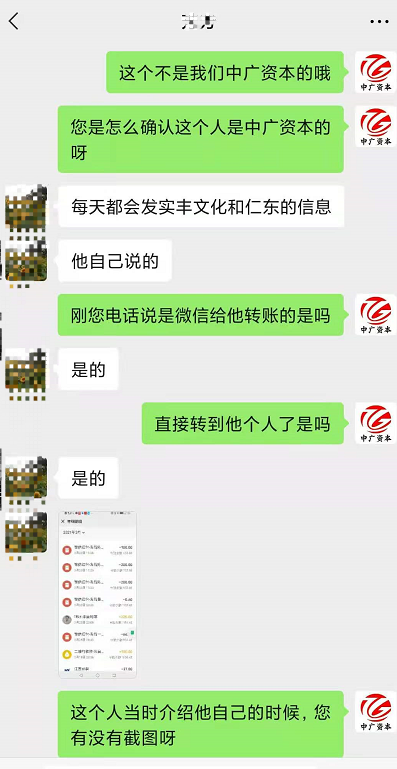 这个不是我们中广资本的哦
中广资本
您是怎么确认这个人是中广资本的
呀
中广资本
每天都会发实丰文化和仁东的信息
他自己说的
刚您电话说是微信给他转账的是吗
中广资本
是的
直接转到他个人了是吗
中广资本
是的
这个人当时介绍他自己的时候，您
有没有截图呀
中广资本